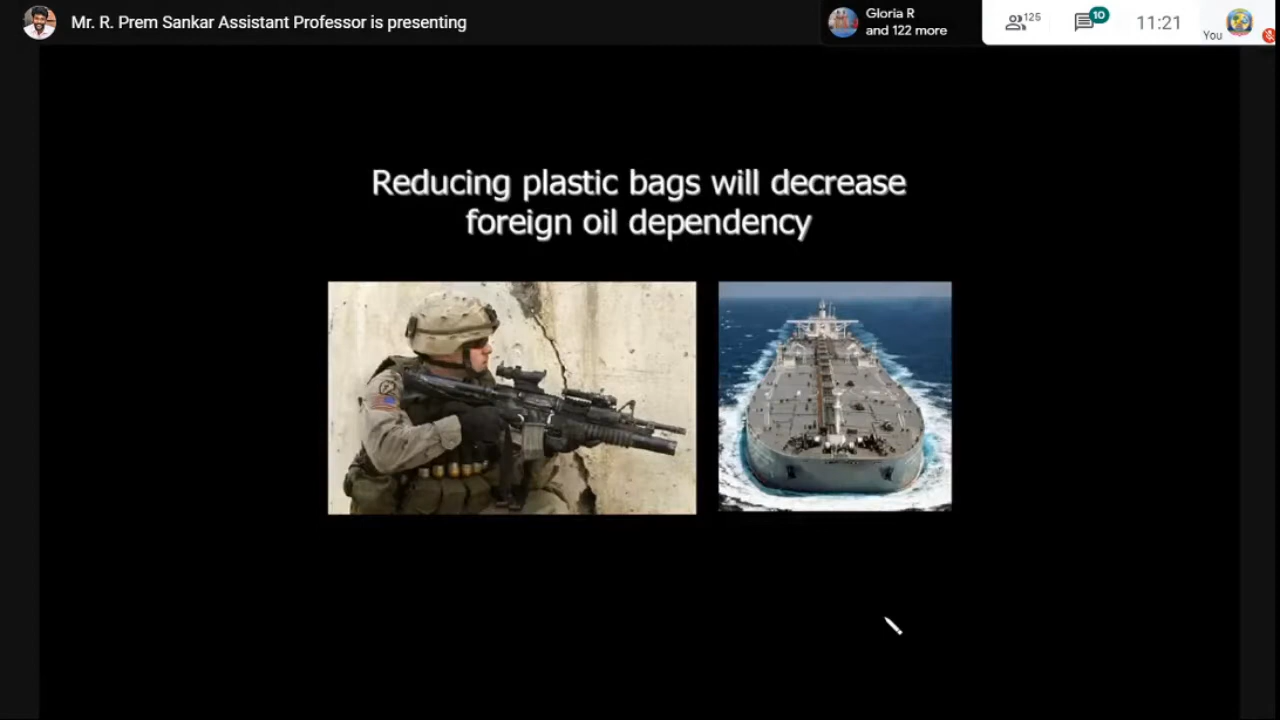 Mr. R. Prem Sankar Assistant Professor is presenting
Gloria R
and 122 more
125
10
11:21
You
Reducing plastic bags will decrease
foreign oil dependency